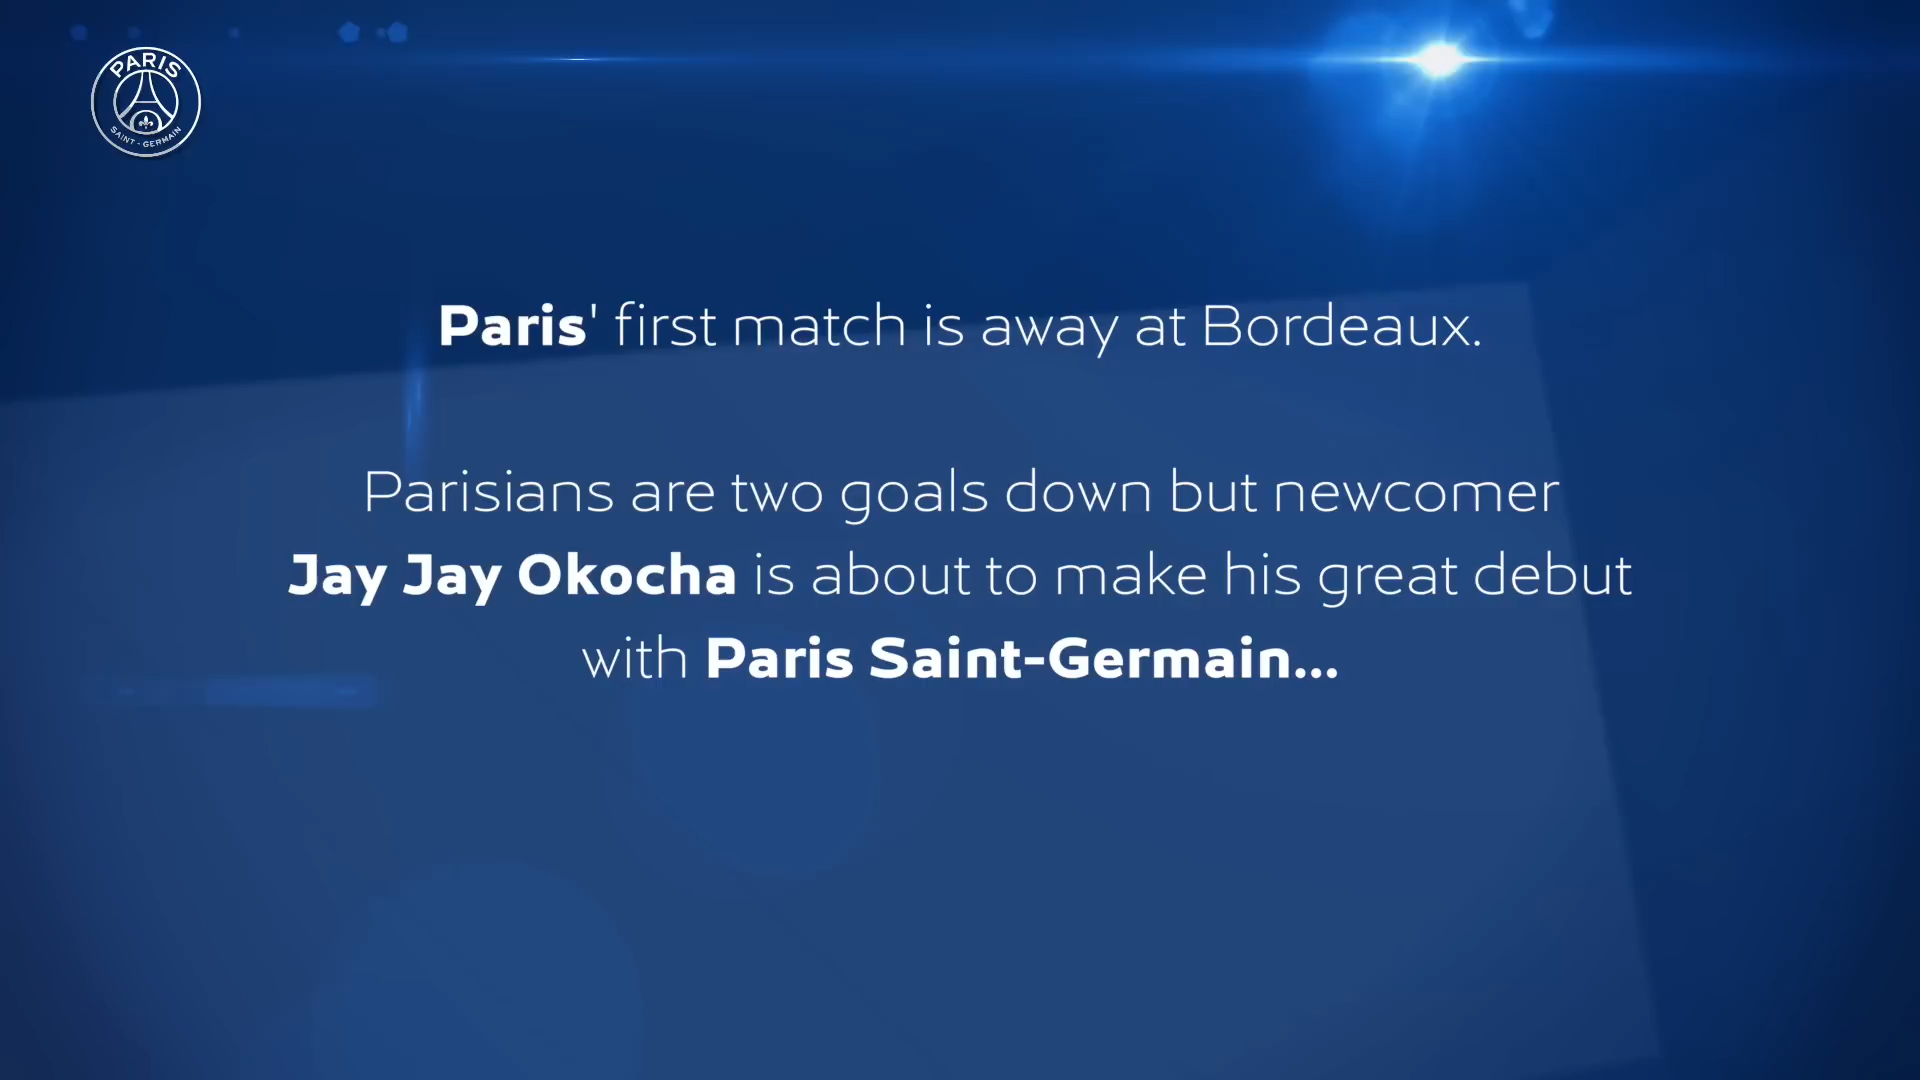 PARIS
SAINT-GERMAIN
Paris' first match is away at Bordeaux.
Parisians are two goals down but newcomer
Jay Jay Okocha is about to make his great debut
with Paris Saint-Germain...